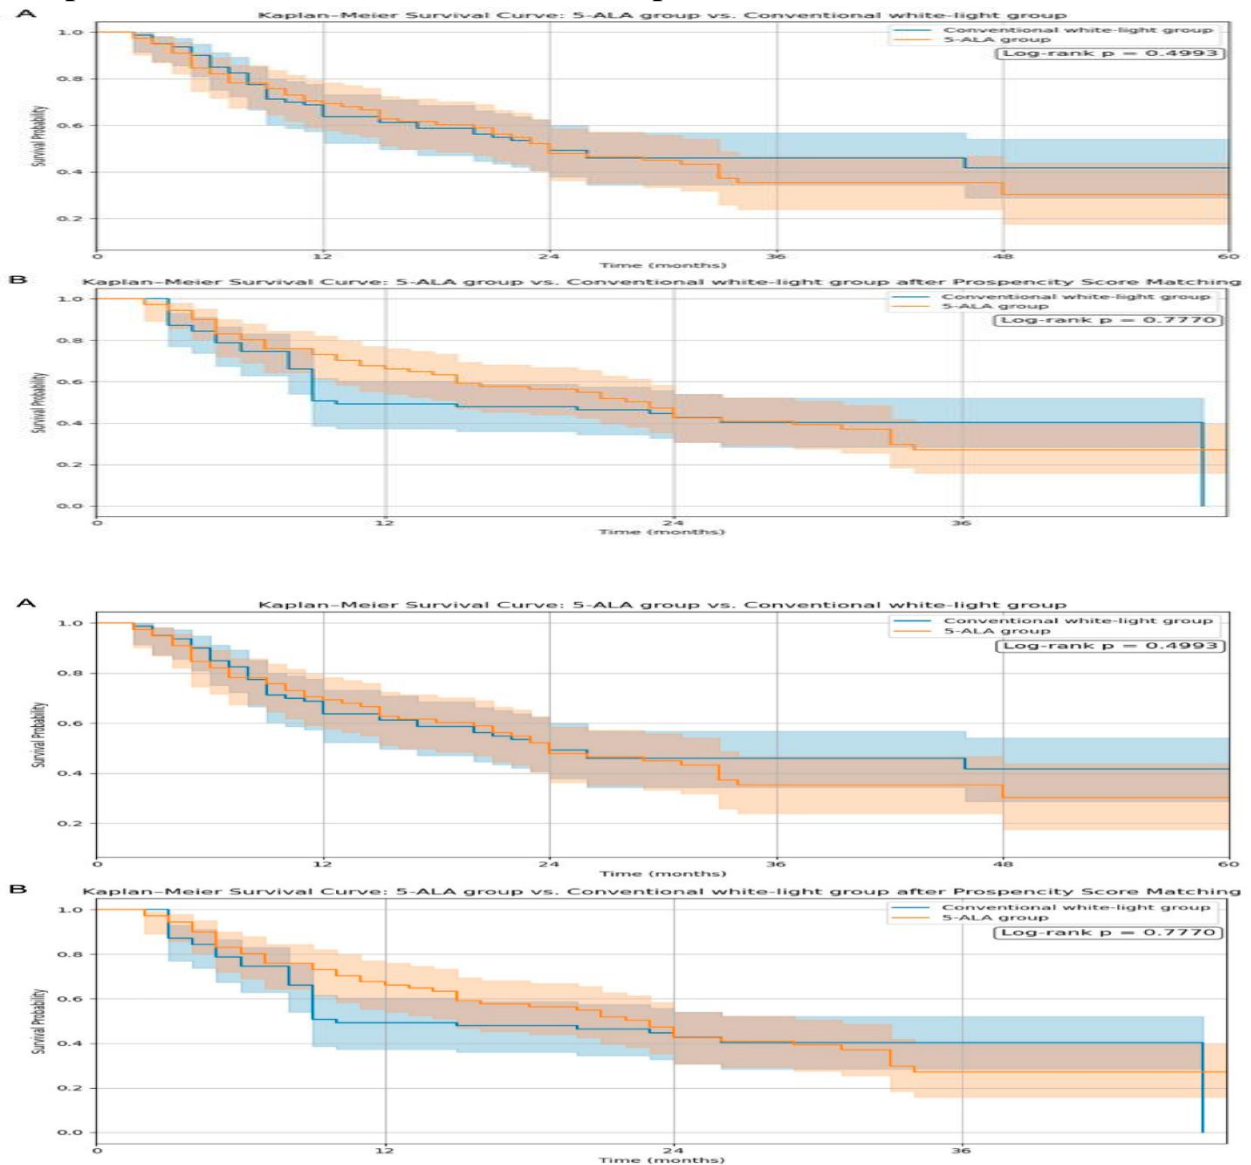 A
Kaplan–Meier Survival Curve: 5-ALA group vs. Conventional white-light group
Conventional white-light group
5-ALA group
Log-rank p = 0.4993
1.0
0.8
0.6
0.4
0.2
Survival Probability
0 12 24 36 48 60
Time (months)
B
Kaplan–Meier Survival Curve: 5-ALA group vs. Conventional white-light group after Prospencity Score Matching
Conventional white-light group
5-ALA group
Log-rank p = 0.7770
1.0
0.8
0.6
0.4
0.2
0.0
Survival Probability
0 12 24 36
Time (months)
A
Kaplan–Meier Survival Curve: 5-ALA group vs. Conventional white-light group
Conventional white-light group
5-ALA group
Log-rank p = 0.4993
1.0
0.8
0.6
0.4
0.2
Survival Probability
0 12 24 36 48 60
Time (months)
B
Kaplan–Meier Survival Curve: 5-ALA group vs. Conventional white-light group after Prospencity Score Matching
Conventional white-light group
5-ALA group
Log-rank p = 0.7770
1.0
0.8
0.6
0.4
0.2
0.0
Survival Probability
0 12 24 36
Time (months)